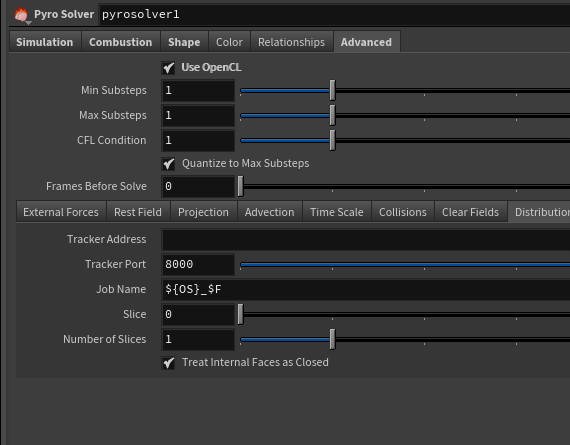 Pyro Solver pyrosolver1
Simulation Combustion Shape Color Relationships Advanced
Use OpenCL
Min Substeps 1
Max Substeps 1
CFL Condition 1
Quantize to Max Substeps
Frames Before Solve 0
External Forces Rest Field Projection Advection Time Scale Collisions Clear Fields Distribution
Tracker Address
Tracker Port 8000
Job Name ${OS}_$F
Slice 0
Number of Slices 1
Treat Internal Faces as Closed